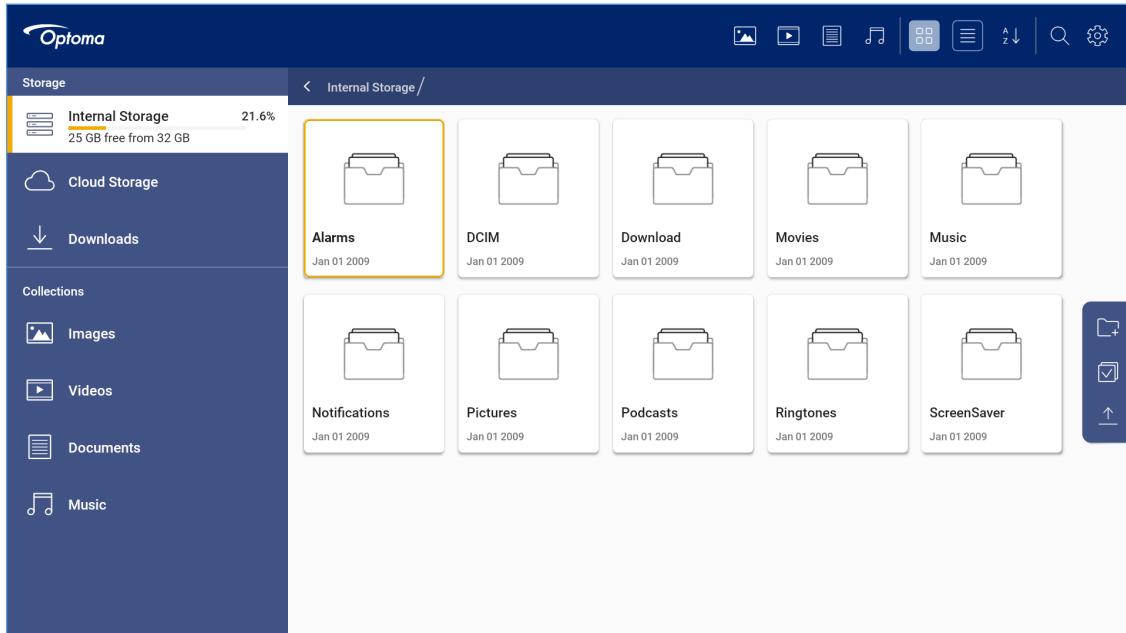 Optoma
A
Z
Storage
Internal Storage 21.6%
25 GB free from 32 GB
Cloud Storage
Downloads
Collections
Images
Videos
Documents
Music
Internal Storage /
Alarms
Jan 01 2009
DCIM
Jan 01 2009
Download
Jan 01 2009
Movies
Jan 01 2009
Music
Jan 01 2009
Notifications
Jan 01 2009
Pictures
Jan 01 2009
Podcasts
Jan 01 2009
Ringtones
Jan 01 2009
ScreenSaver
Jan 01 2009